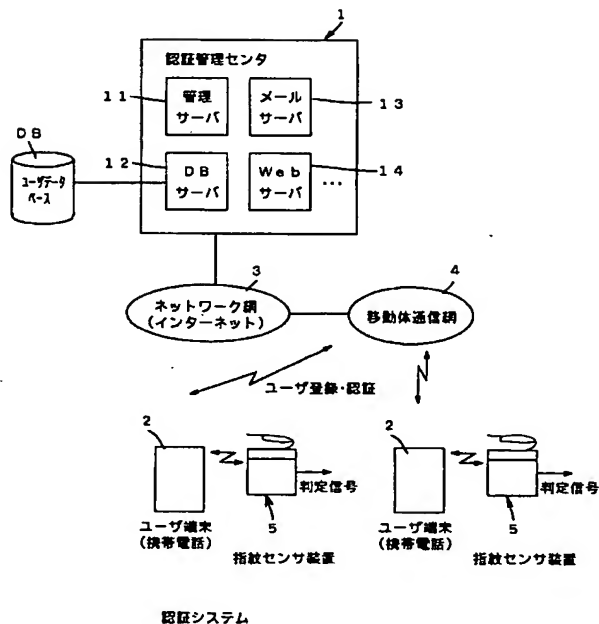 1
認証管理センタ
11
管理
サーバ
メール
サーバ
13
DB
ユーザデータ
ベース
12
DB
サーバ
Web
サーバ
…
14
3
ネットワーク網
(インターネット)
4
移動体通信網
ユーザ登録・認証
2
判定信号
5
ユーザ端末
(携帯電話)
指紋センサ装置
2
判定信号
5
ユーザ端末
(携帯電話)
指紋センサ装置
認証システム